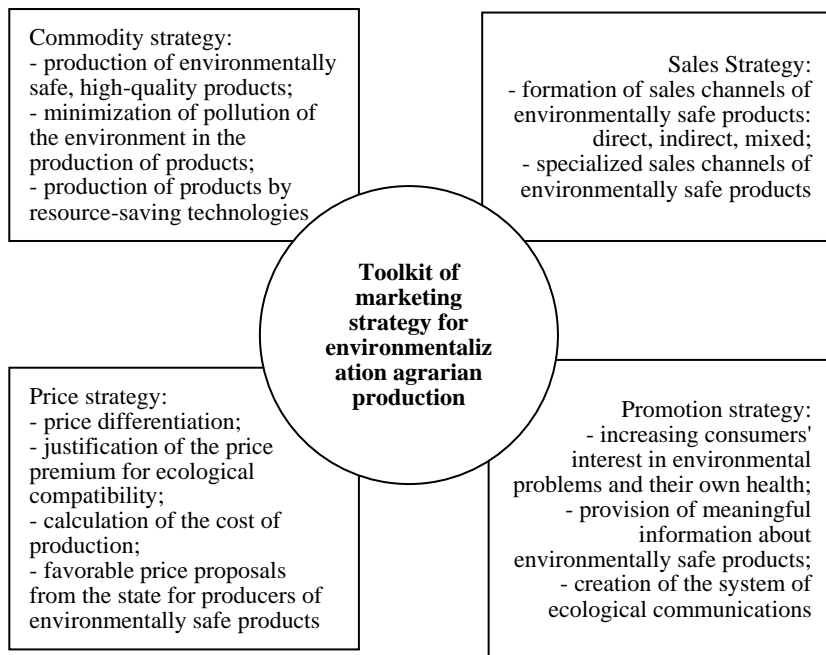 Commodity strategy:
- production of environmentally
safe, high-quality products;
- minimization of pollution of
the environment in the
production of products;
- production of products by
resource-saving technologies
Sales Strategy:
- formation of sales channels of
environmentally safe products:
direct, indirect, mixed;
- specialized sales channels of
environmentally safe products
Toolkit of
marketing
strategy for
environmentaliz
ation agrarian
production
Price strategy:
- price differentiation;
- justification of the price
premium for ecological
compatibility;
- calculation of the cost of
production;
- favorable price proposals
from the state for producers of
environmentally safe products
Promotion strategy:
- increasing consumers'
interest in environmental
problems and their own health;
- provision of meaningful
information about
environmentally safe products;
- creation of the system of
ecological communications